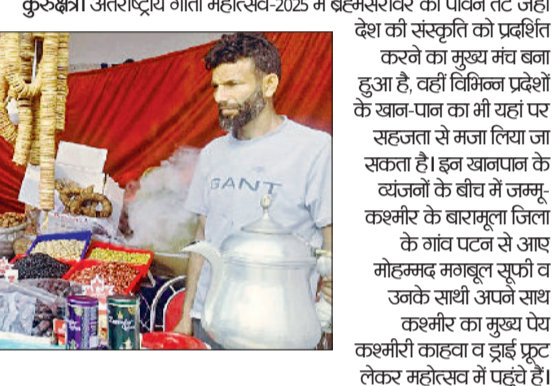 कुरुक्षेत्र। अंतर्राष्ट्रीय गीता महोत्सव-2025 में ब्रह्मसरोवर का पावन तट जहां
देश की संस्कृति को प्रदर्शित
करने का मुख्य मंच बना
हुआ है, वहीं विभिन्न प्रदेशों
के खान-पान का भी यहां पर
सहजता से मजा लिया जा
सकता है। इन खानपान के
व्यंजनों के बीच में जम्मू-
कश्मीर के बारामूला जिला
के गांव पटन से आए
मोहम्मद मगबूल सूफी व
उनके साथी अपने साथ
कश्मीर का मुख्य पेय
कश्मीरी काहवा व ड्राई फ्रूट
लेकर महोत्सव में पहुंचे हैं।
GANT